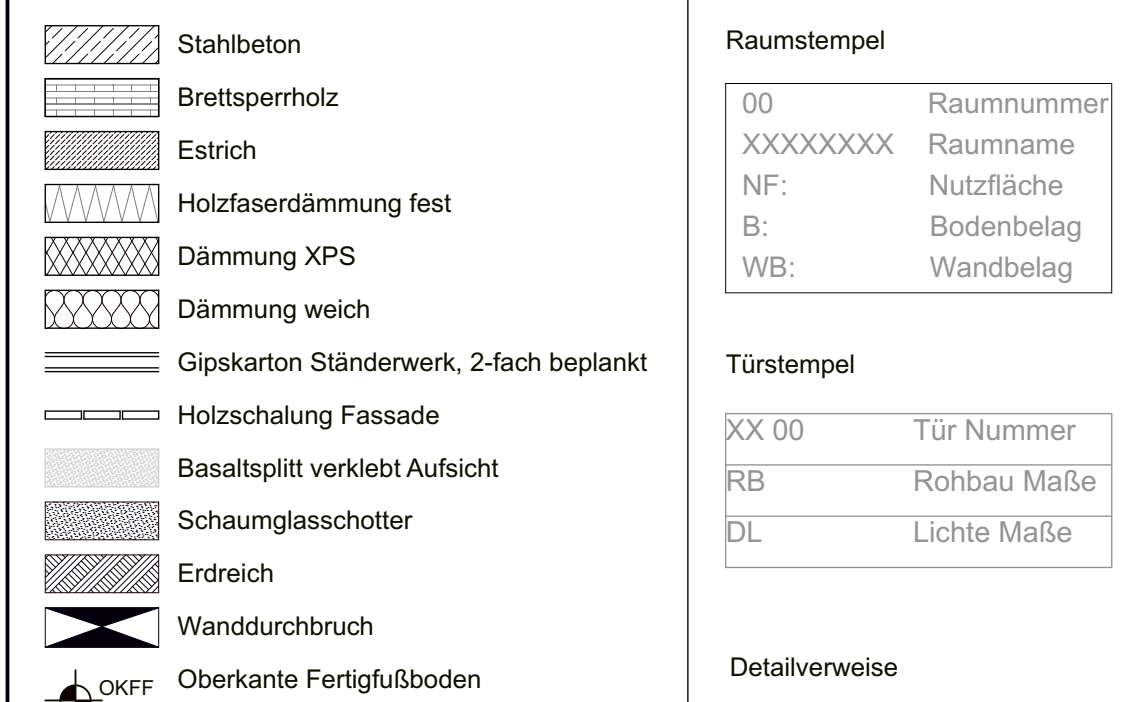 Stahlbeton
Brettsperrholz
Estrich
Holzfaserdämmung fest
Dämmung XPS
Dämmung weich
Gipskarton Ständerwerk, 2-fach beplankt
Holzschalung Fassade
Basaltsplitt verklebt Aufsicht
Schaumglasschotter
Erdreich
Wanddurchbruch
OKFF Oberkante Fertigfußboden
Raumstempel
00 Raumnummer
XXXXXXXX Raumname
NF: Nutzfläche
B: Bodenbelag
WB: Wandbelag
Türstempel
XX 00 Tür Nummer
RB Rohbau Maße
DL Lichte Maße
Detailverweise